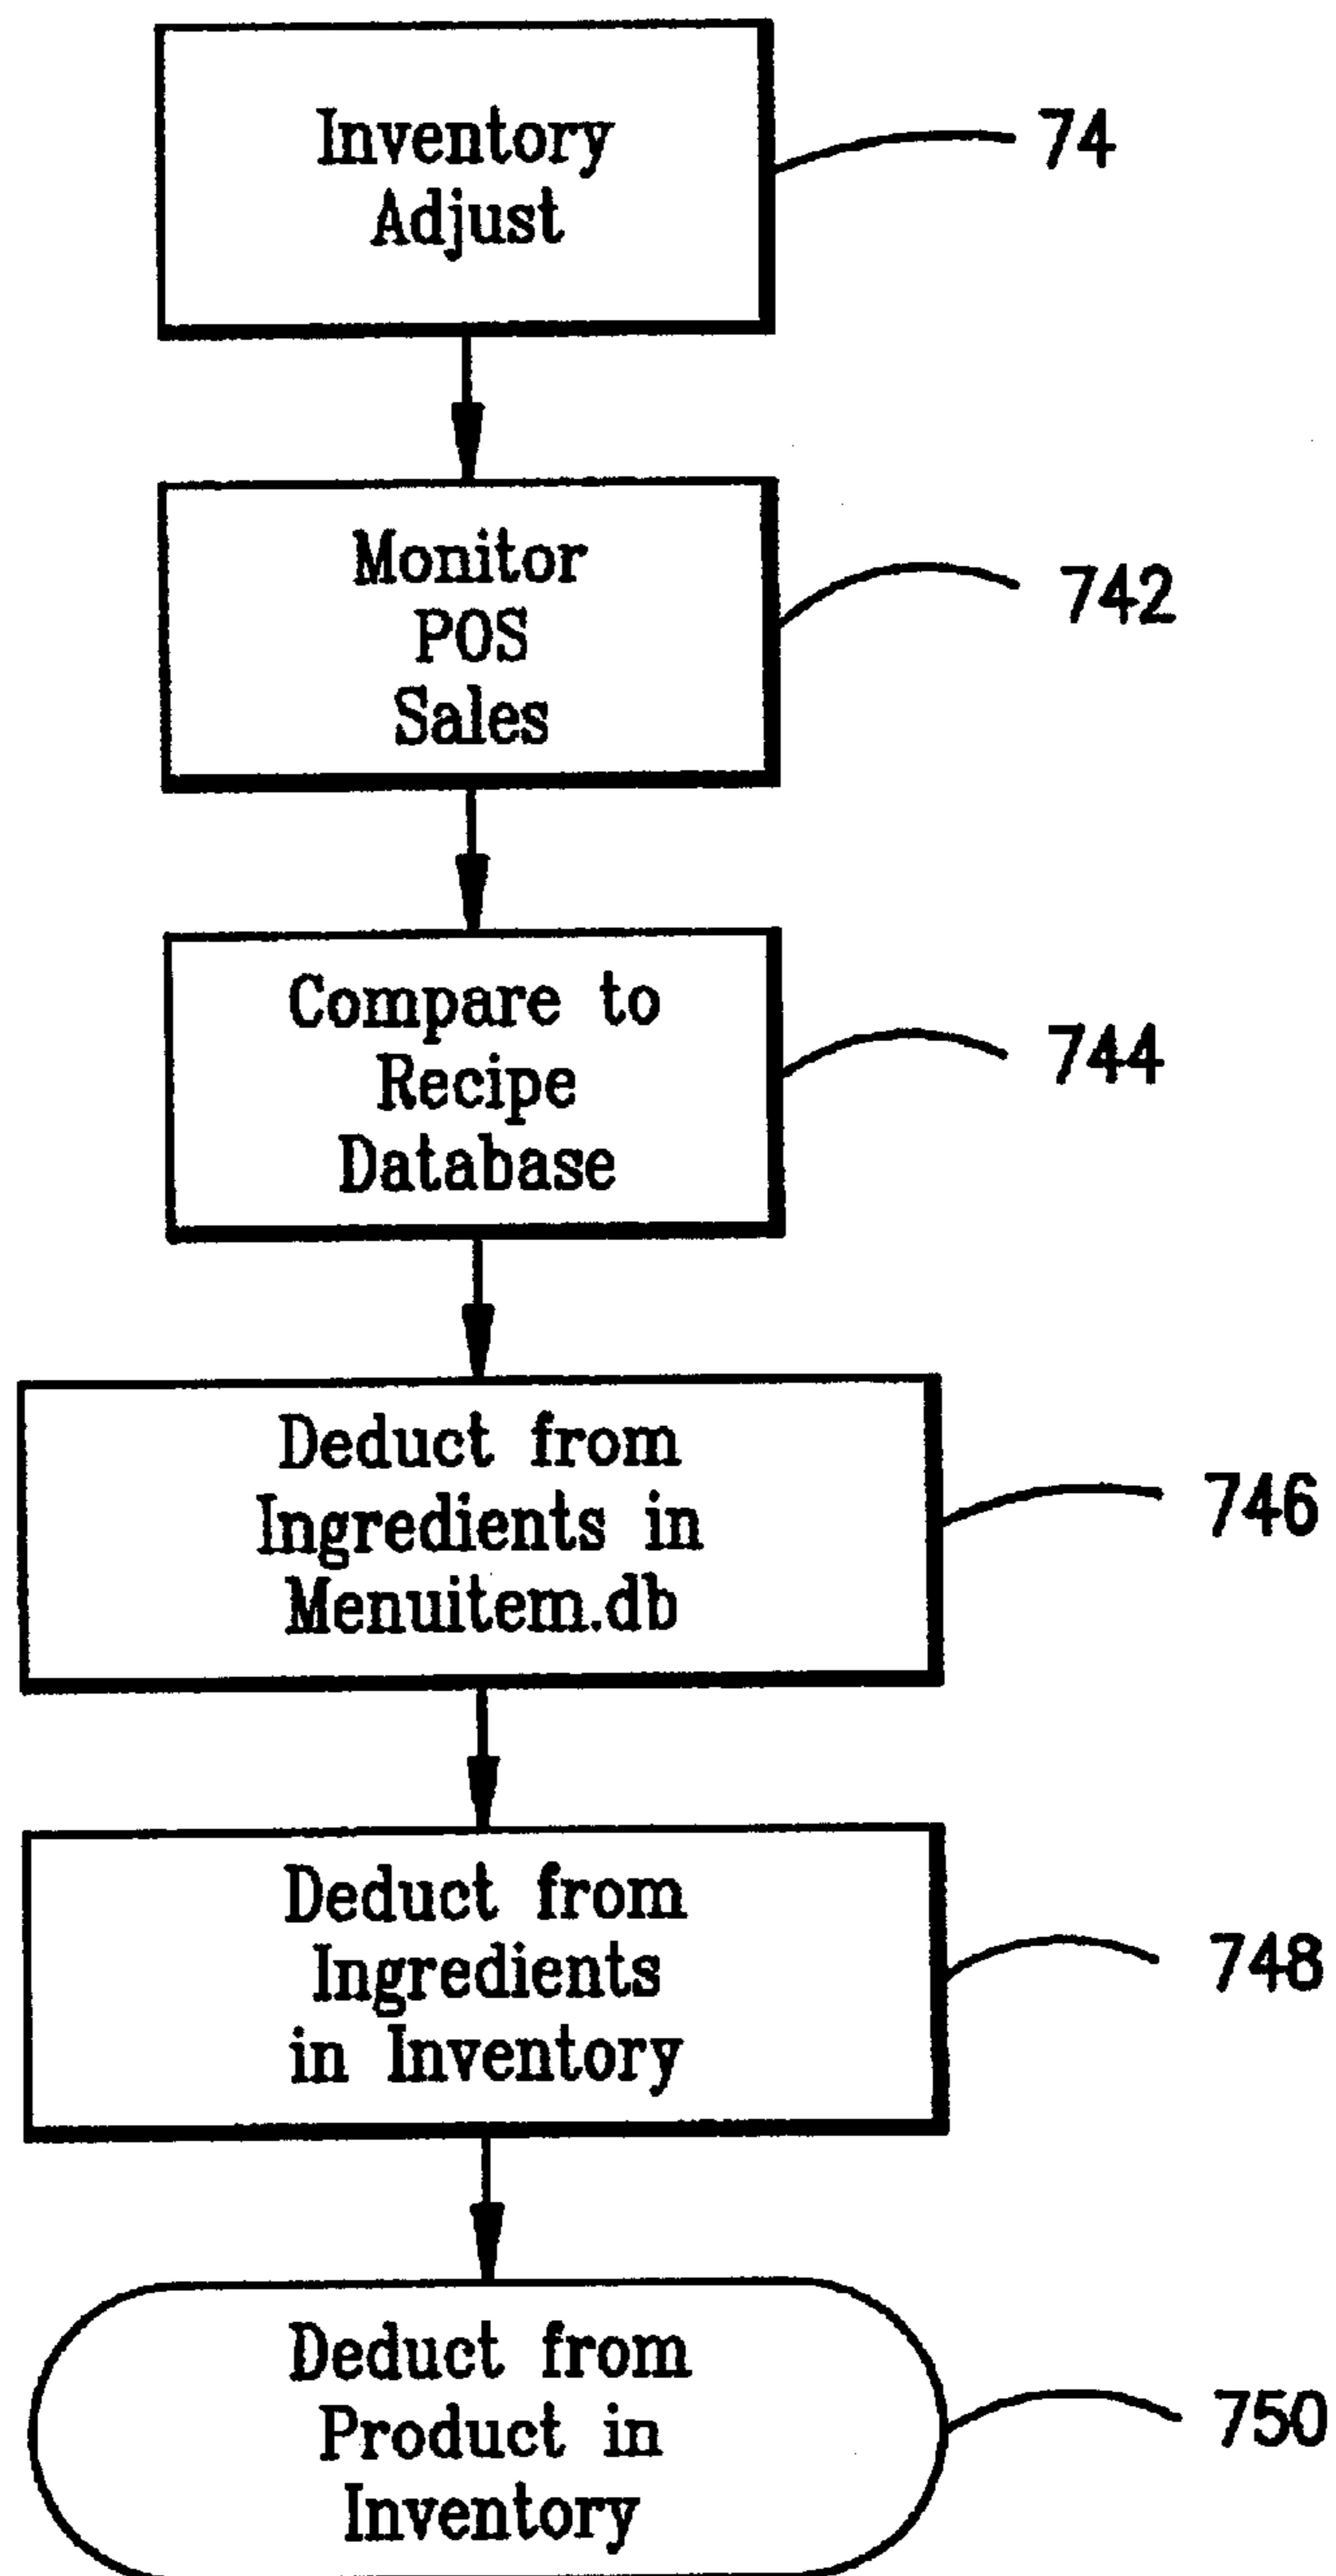 Inventory
Adjust
74
Monitor
POS
Sales
742
Compare to
Recipe
Database
744
Deduct from
Ingredients in
Menuitem.db
746
Deduct from
Ingredients
in Inventory
748
Deduct from
Product in
Inventory
750